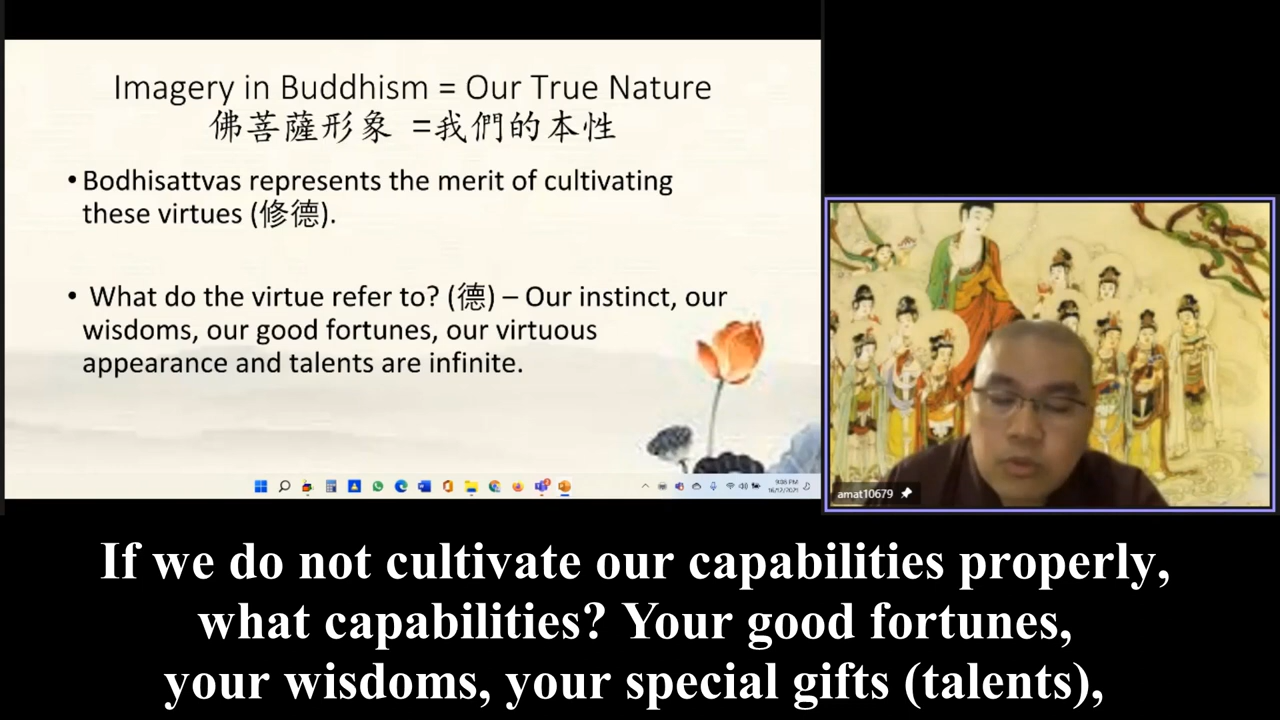 Imagery in Buddhism = Our True Nature
佛菩薩形象 =我們的本性
• Bodhisattvas represents the merit of cultivating
these virtues (修德).
• What do the virtue refer to? (德) – Our instinct, our
wisdoms, our good fortunes, our virtuous
appearance and talents are infinite.
amat10679
If we do not cultivate our capabilities properly,
what capabilities? Your good fortunes,
your wisdoms, your special gifts (talents),